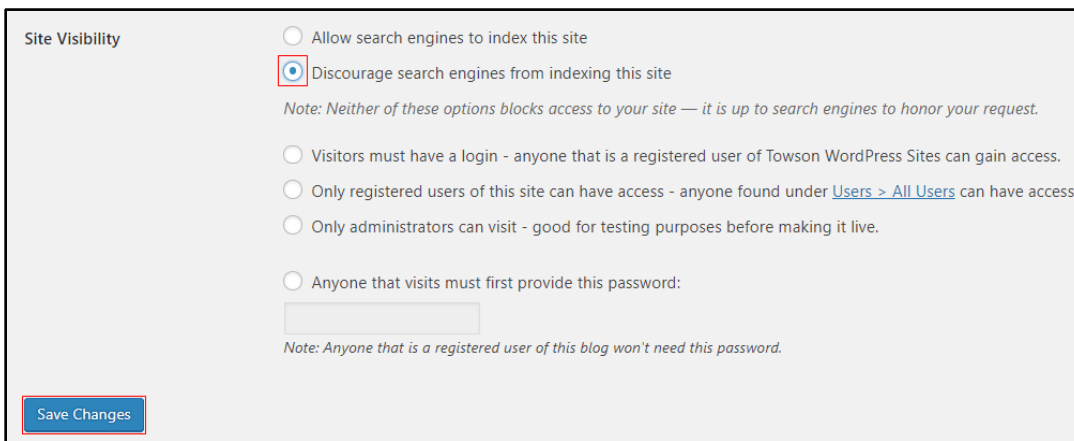 Site Visibility
Allow search engines to index this site
Discourage search engines from indexing this site
Note: Neither of these options blocks access to your site — it is up to search engines to honor your request.
Visitors must have a login - anyone that is a registered user of Towson WordPress Sites can gain access.
Only registered users of this site can have access - anyone found under Users > All Users can have access
Only administrators can visit - good for testing purposes before making it live.
Anyone that visits must first provide this password:
Note: Anyone that is a registered user of this blog won't need this password.
Save Changes